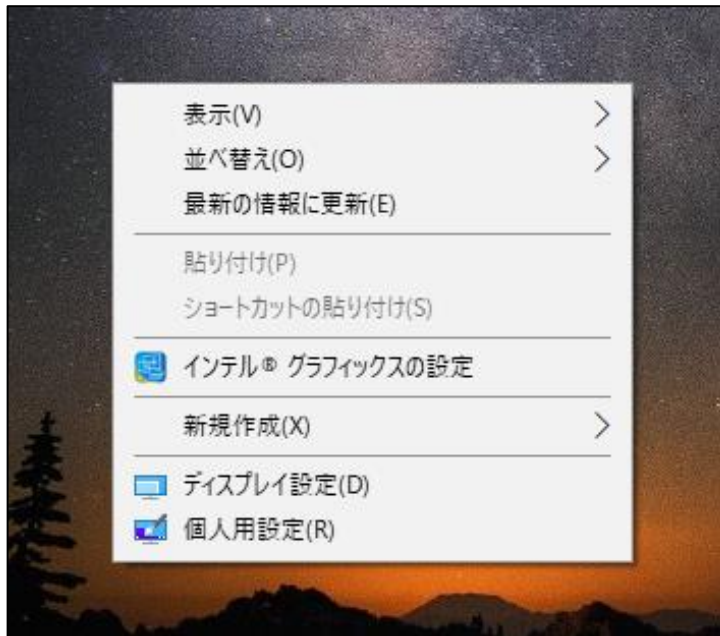 表示(V)
並べ替え(O)
最新の情報に更新(E)
貼り付け(P)
ショートカットの貼り付け(S)
インテル® グラフィックスの設定
新規作成(X)
ディスプレイ設定(D)
個人用設定(R)